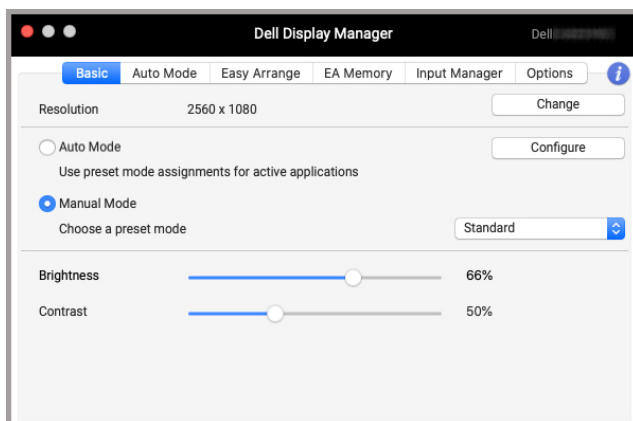 Dell Display Manager
Dell
Basic Auto Mode Easy Arrange EA Memory Input Manager Options i
Resolution 2560 x 1080 Change
Auto Mode Configure
Use preset mode assignments for active applications
Manual Mode
Choose a preset mode Standard
Brightness 66%
Contrast 50%